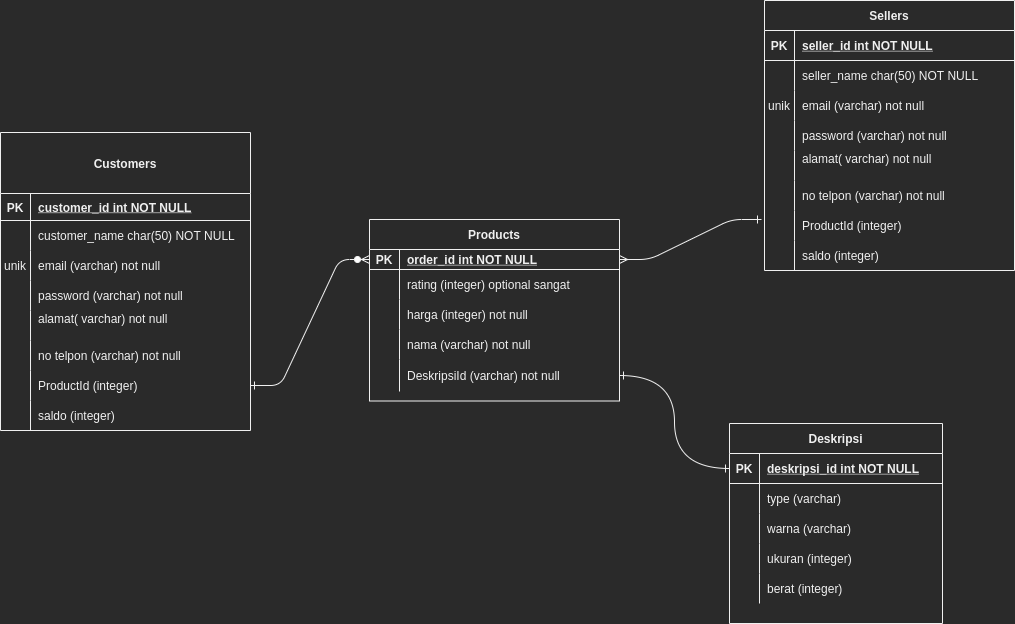 Sellers
PK seller_id int NOT NULL
seller_name char(50) NOT NULL
unik email (varchar) not null
password (varchar) not null
alamat( varchar) not null
no telpon (varchar) not null
ProductId (integer)
saldo (integer)
Customers
PK customer_id int NOT NULL
customer_name char(50) NOT NULL
unik email (varchar) not null
password (varchar) not null
alamat( varchar) not null
no telpon (varchar) not null
ProductId (integer)
saldo (integer)
Products
PK order_id int NOT NULL
rating (integer) optional sangat
harga (integer) not null
nama (varchar) not null
DeskripsiId (varchar) not null
Deskripsi
PK deskripsi_id int NOT NULL
type (varchar)
warna (varchar)
ukuran (integer)
berat (integer)